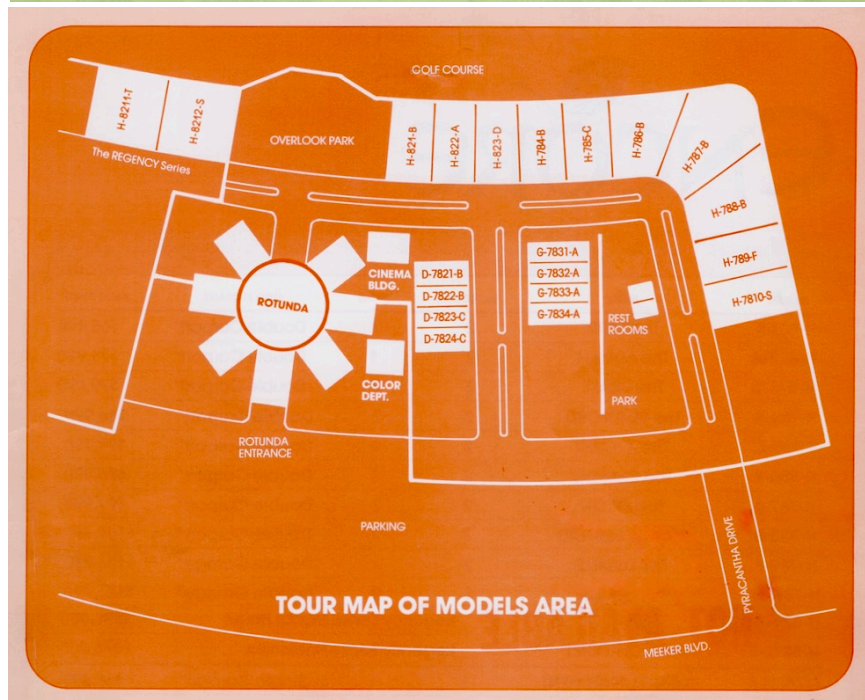 GOLF COURSE
H-8211-T
H-8212-S
The REGENCY Series
OVERLOOK PARK
H-821-B
H-822-A
H-823-D
H-784-B
H-785-C
H-786-B
H-787-B
H-788-B
H-789-F
H-7810-S
CINEMA
BLDG.
D-7821-B
D-7822-B
D-7823-C
D-7824-C
G-7831-A
G-7832-A
G-7833-A
G-7834-A
ROTUNDA
REST
ROOMS
COLOR
DEPT.
PARK
ROTUNDA
ENTRANCE
PARKING
PYRACANTHA DRIVE
TOUR MAP OF MODELS AREA
MEEKER BLVD.